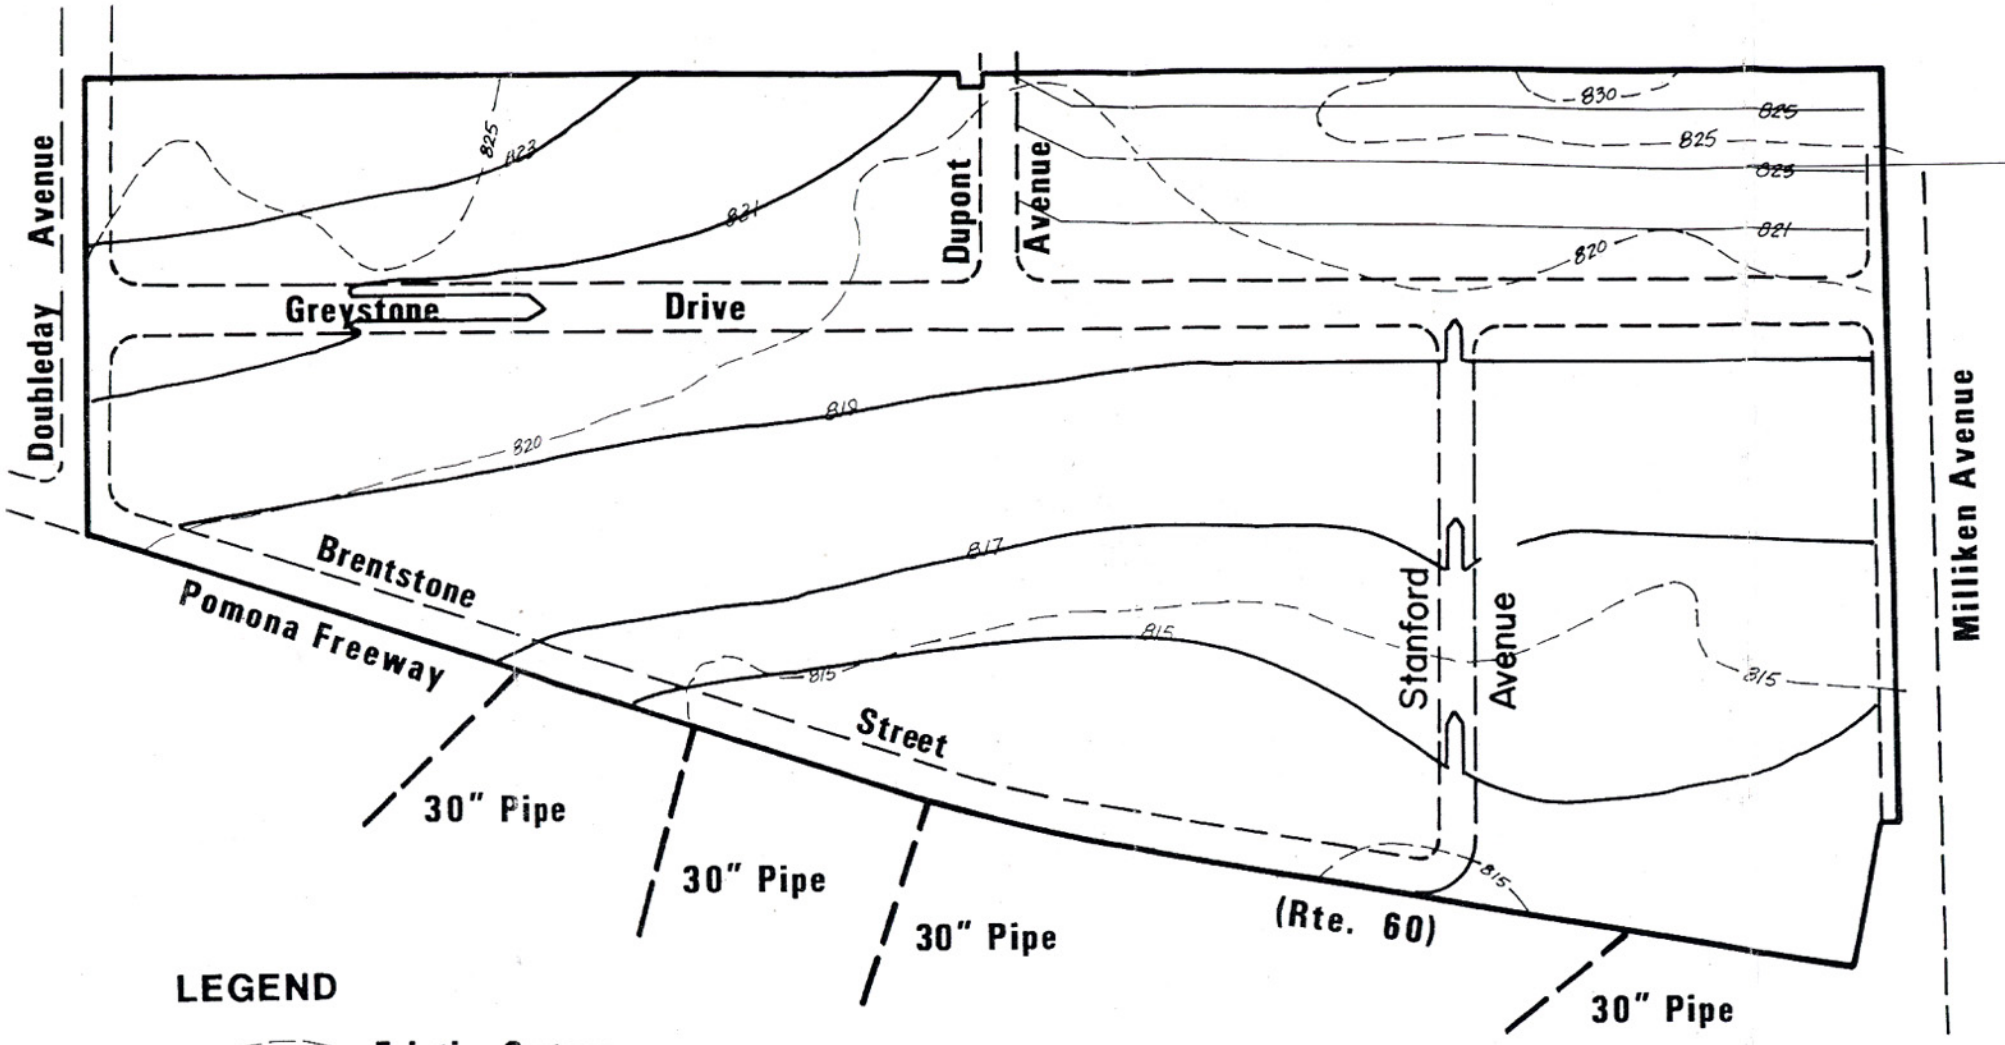 830
825
825
825
823
823
821
821
820
Doubleday Avenue
Dupont Avenue
Greystone Drive
819
820
817
Milliken Avenue
Brentstone Street
Pomona Freeway
Stanford Avenue
815
815
815
815
30" Pipe
30" Pipe
30" Pipe
(Rte. 60)
30" Pipe
LEGEND